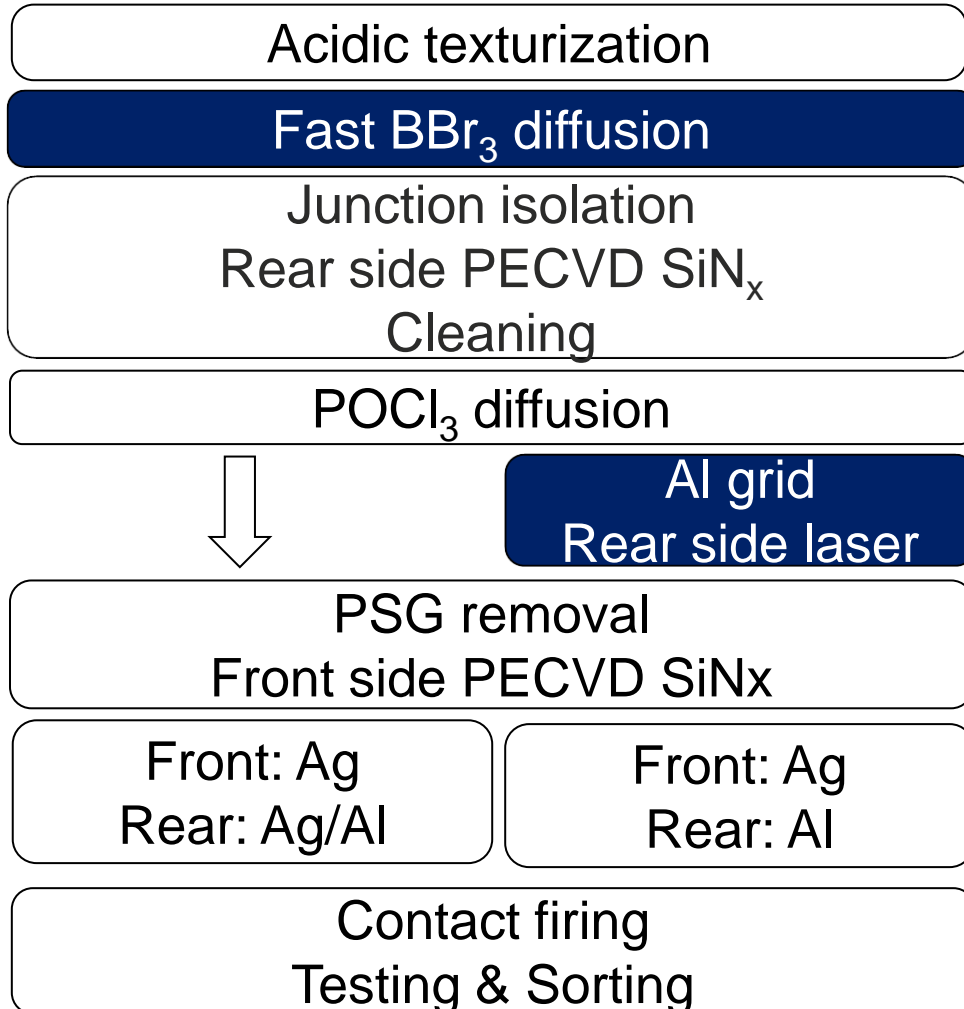 Acidic texturization
Fast BBr₃ diffusion
Junction isolation
Rear side PECVD SiNₓ
Cleaning
POCl₃ diffusion
Al grid
Rear side laser
PSG removal
Front side PECVD SiNx
Front: Ag
Rear: Ag/Al
Front: Ag
Rear: Al
Contact firing
Testing & Sorting